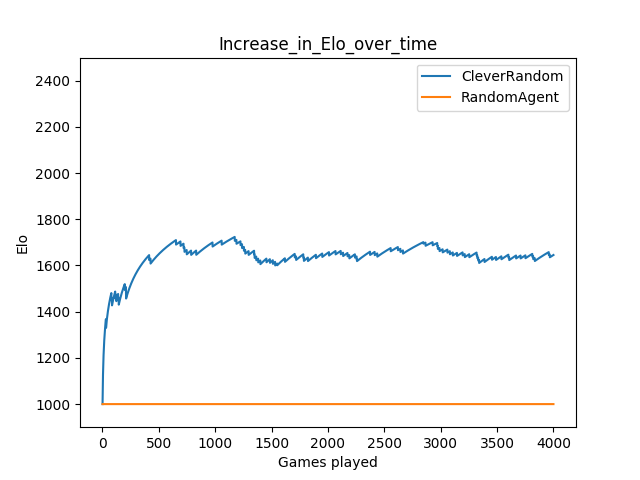 Increase_in_Elo_over_time
CleverRandom
RandomAgent
2400
2200
2000
1800
1600
1400
1200
1000
Elo
0 500 1000 1500 2000 2500 3000 3500 4000
Games played